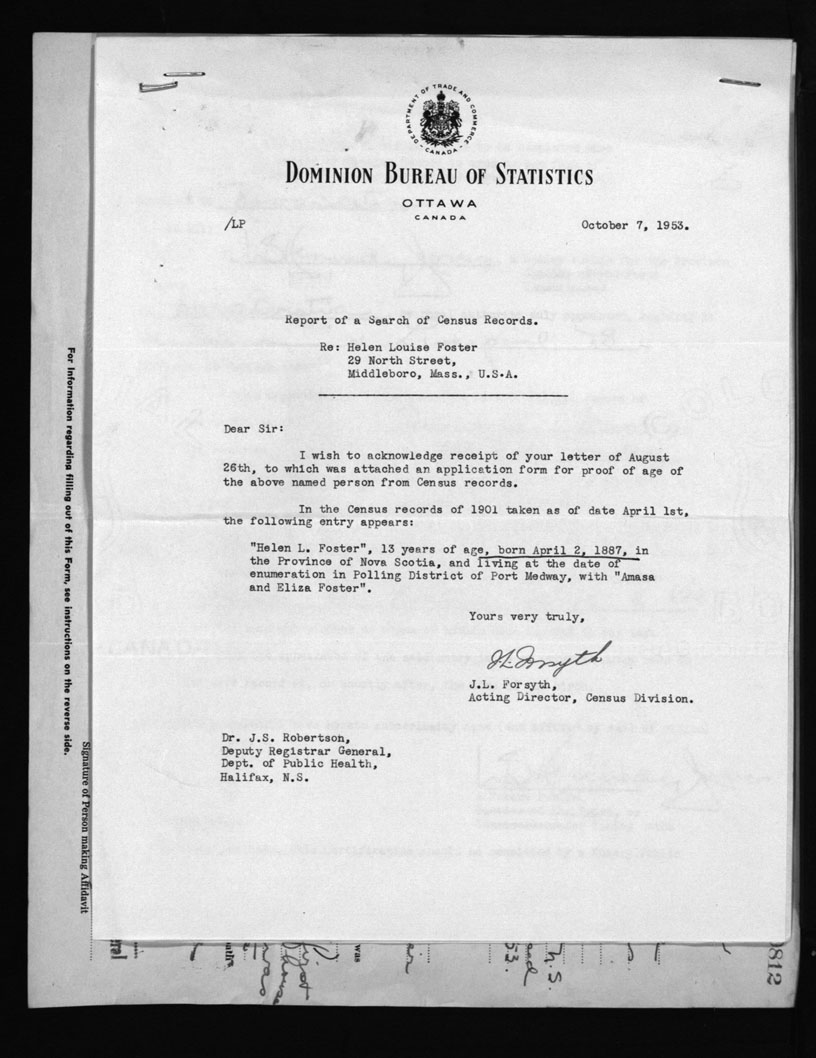 DEPARTMENT OF TRADE AND COMMERCE
- CANADA -
DOMINION BUREAU OF STATISTICS
OTTAWA
CANADA
/LP
October 7, 1953.
Report of a Search of Census Records.
Re: Helen Louise Foster
29 North Street,
Middleboro, Mass., U.S.A.
Dear Sir:
I wish to acknowledge receipt of your letter of August
26th, to which was attached an application form for proof of age of
the above named person from Census records.
In the Census records of 1901 taken as of date April 1st,
the following entry appears:
"Helen L. Foster", 13 years of age, born April 2, 1887, in
the Province of Nova Scotia, and living at the date of
enumeration in Polling District of Port Medway, with "Amasa
and Eliza Foster".
Yours very truly,
J.L. Forsyth,
Acting Director, Census Division.
Dr. J.S. Robertson,
Deputy Registrar General,
Dept. of Public Health,
Halifax, N.S.
For Information regarding filling out of this Form, see instructions on the reverse side.
Signature of Person making Affidavit
was
N.S.
53.
first
house
was
0812